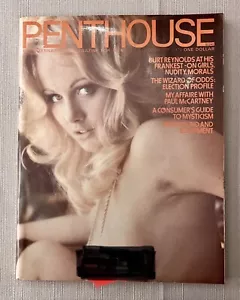 PENTHOUSE
ONE DOLLAR
BURT REYNOLDS AT HIS
FRANKEST-ON GIRLS,
NUDITY, MORALS
THE WIZARD OF ODDS:
ELECTION PROFILE
MY AFFAIRE WITH
PAUL McCARTNEY
A CONSUMER'S GUIDE
TO MYSTICISM
AND